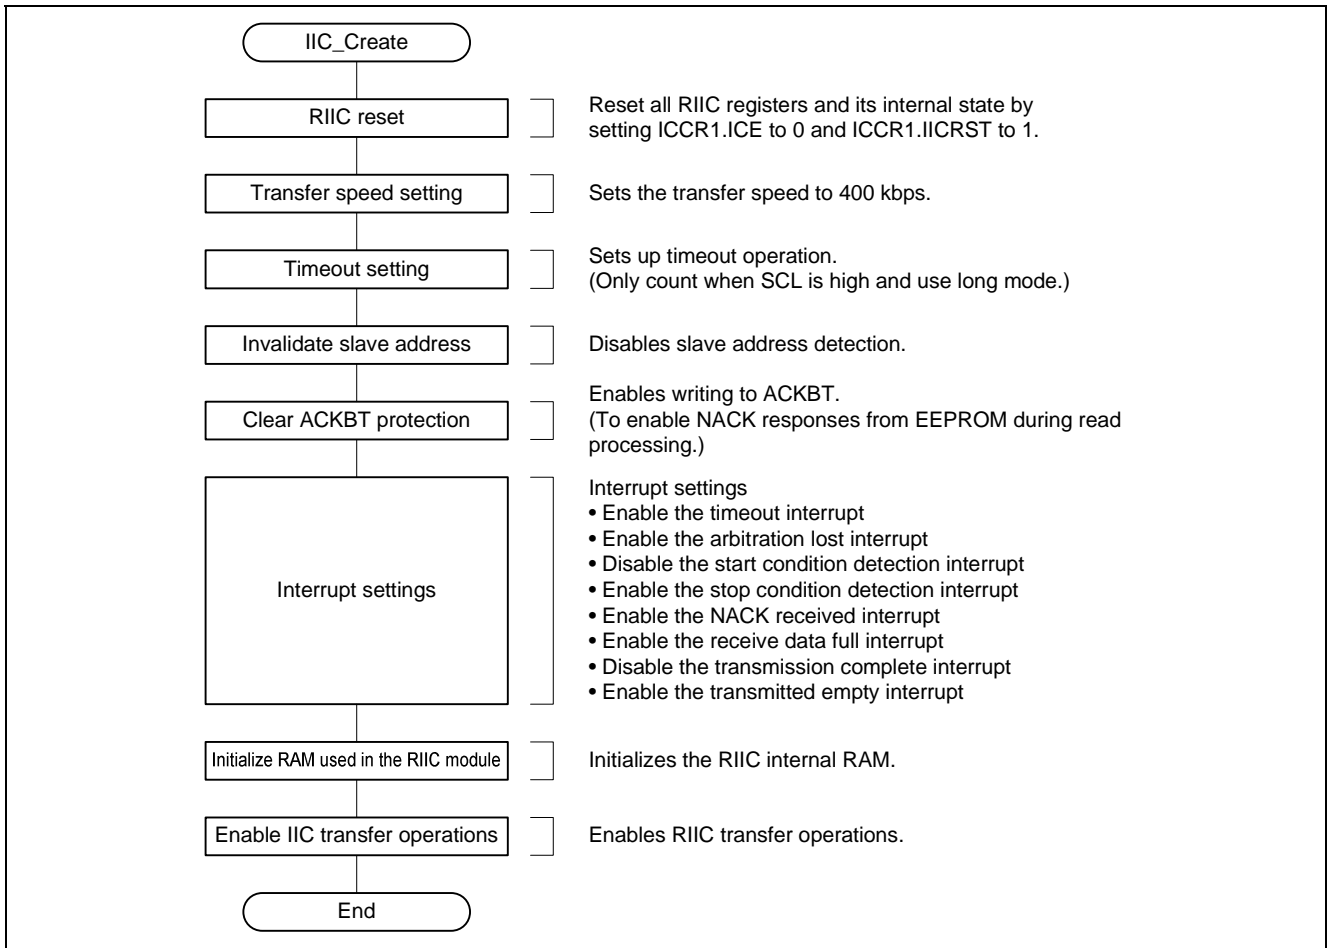 IIC_Create
RIIC reset
Reset all RIIC registers and its internal state by
setting ICCR1.ICE to 0 and ICCR1.IICRST to 1.
Transfer speed setting
Sets the transfer speed to 400 kbps.
Timeout setting
Sets up timeout operation.
(Only count when SCL is high and use long mode.)
Invalidate slave address
Disables slave address detection.
Clear ACKBT protection
Enables writing to ACKBT.
(To enable NACK responses from EEPROM during read
processing.)
Interrupt settings
Interrupt settings
• Enable the timeout interrupt
• Enable the arbitration lost interrupt
• Disable the start condition detection interrupt
• Enable the stop condition detection interrupt
• Enable the NACK received interrupt
• Enable the receive data full interrupt
• Disable the transmission complete interrupt
• Enable the transmitted empty interrupt
Initialize RAM used in the RIIC module
Initializes the RIIC internal RAM.
Enable IIC transfer operations
Enables RIIC transfer operations.
End